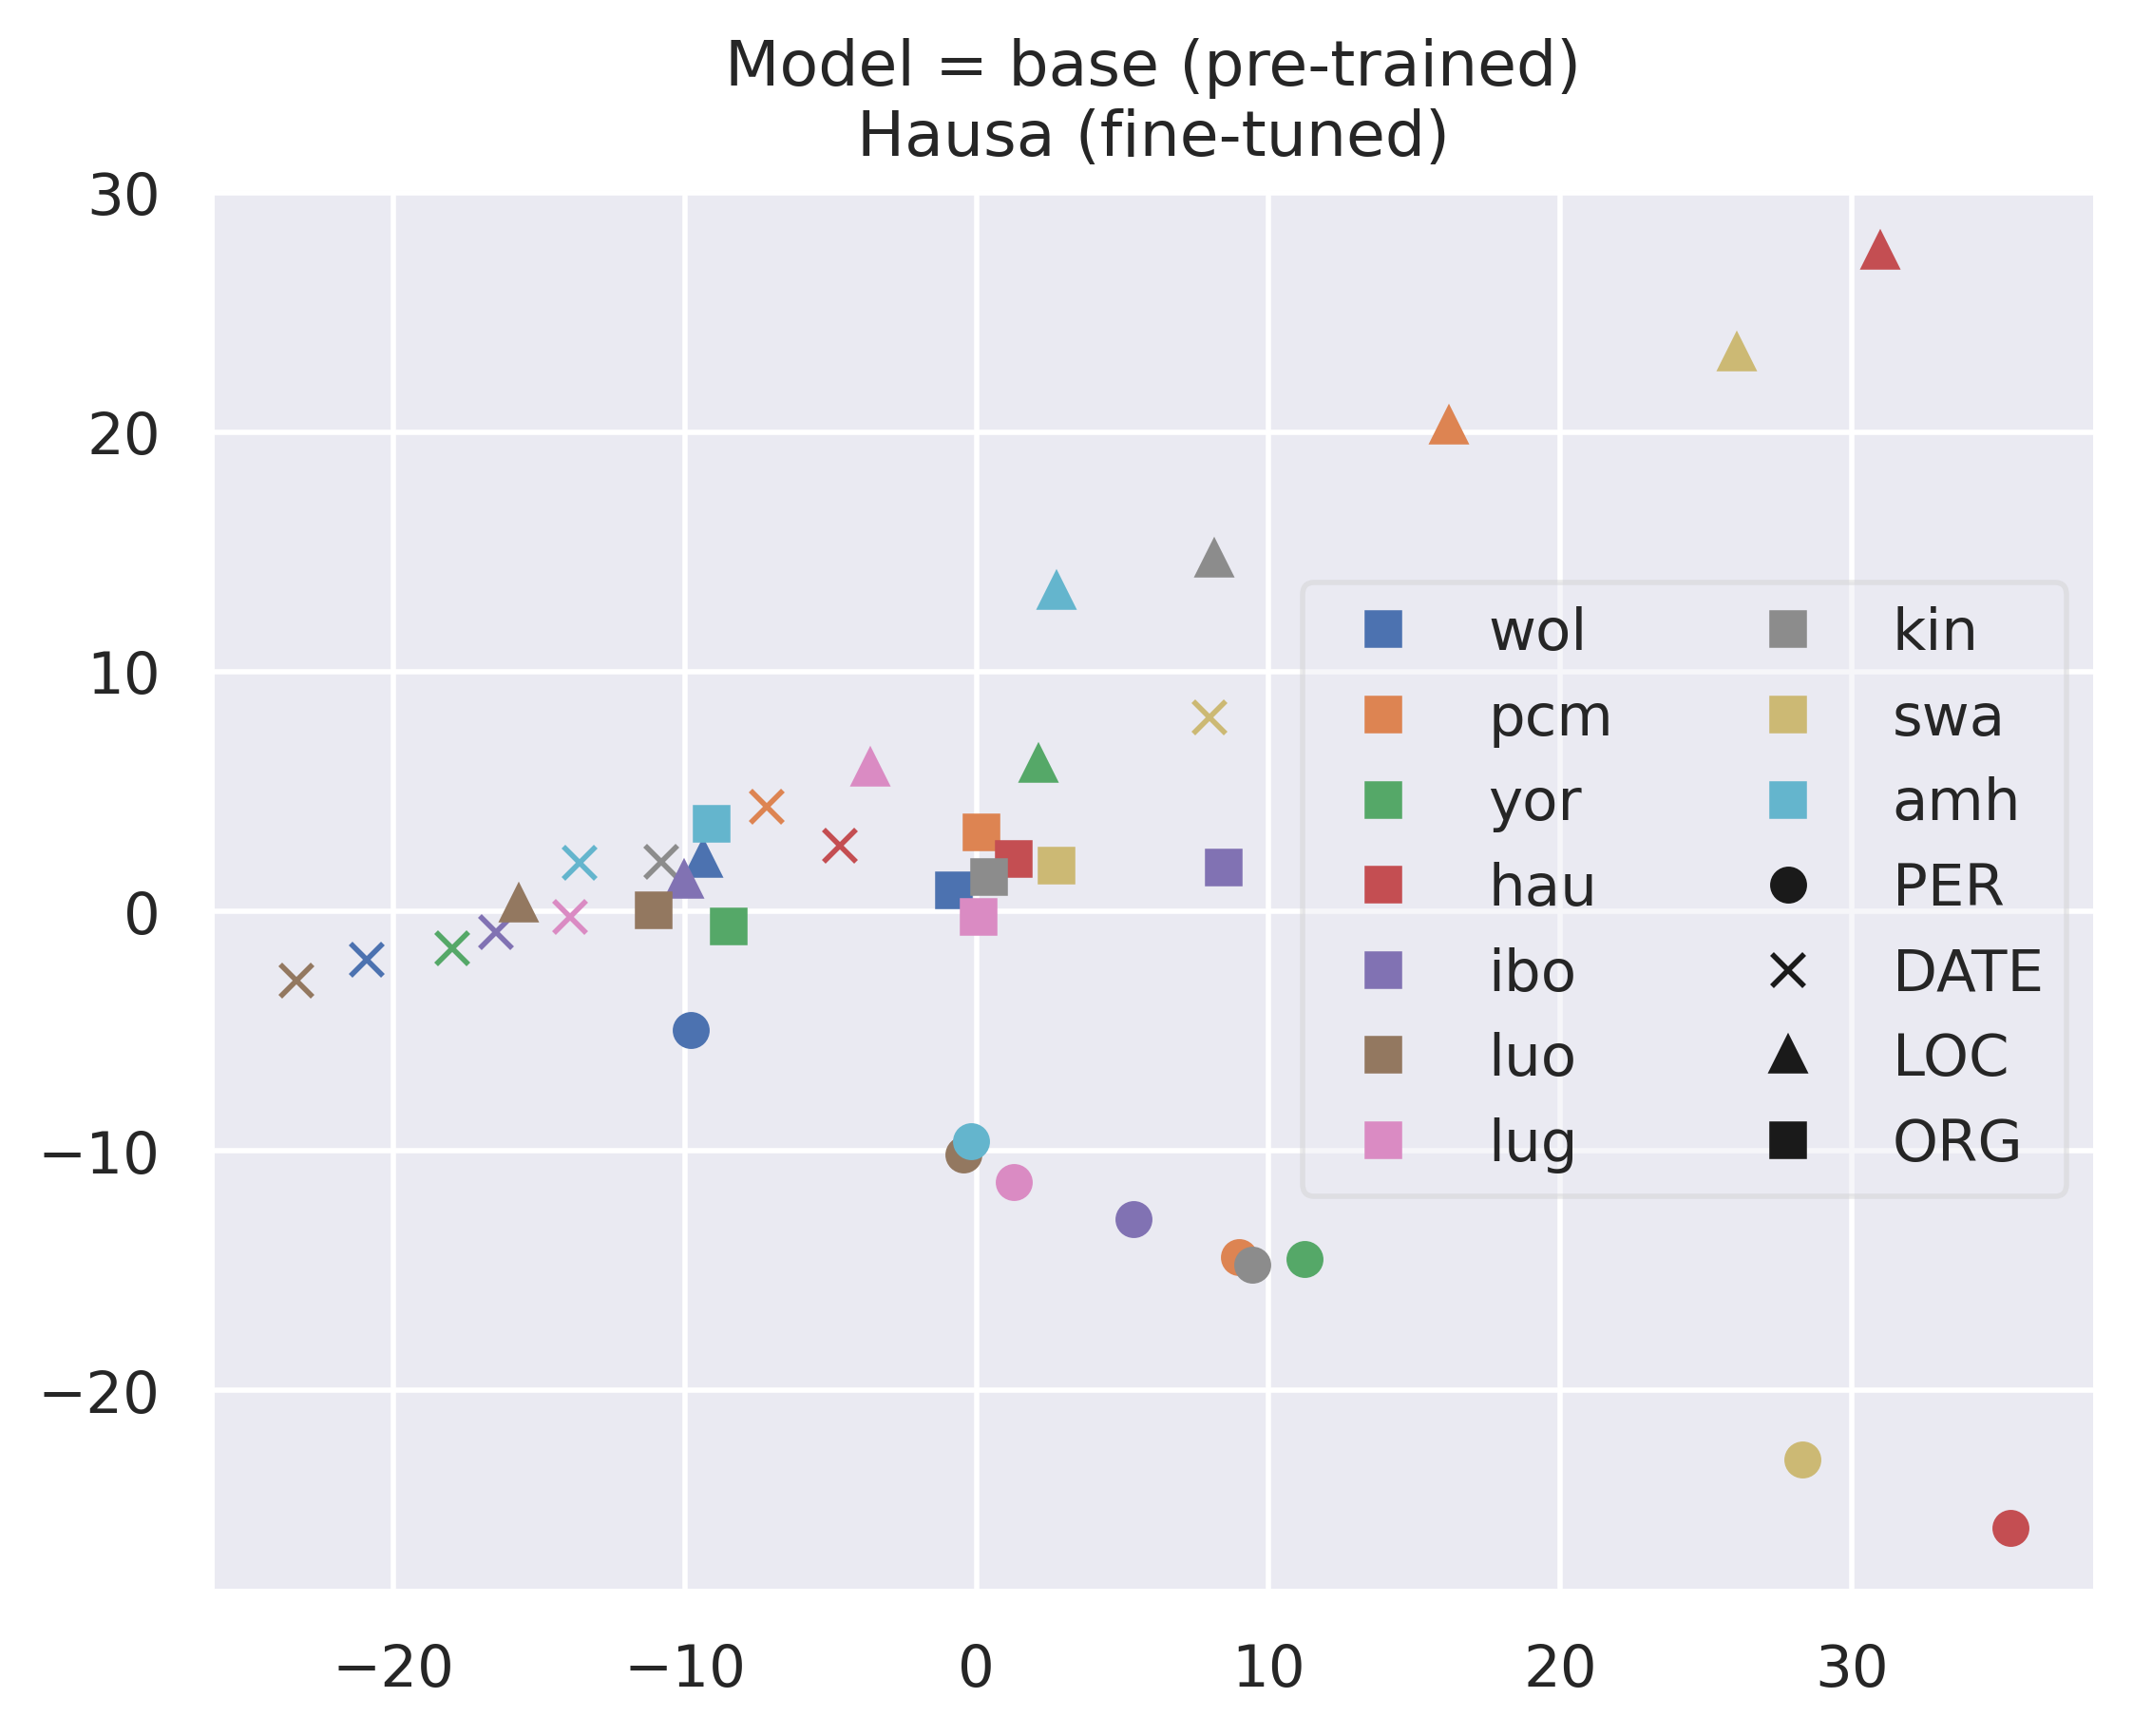 Model = base (pre-trained)
Hausa (fine-tuned)
30
20
10
0
−10
−20
wol
pcm
yor
hau
ibo
luo
lug
kin
swa
amh
PER
DATE
LOC
ORG
−20
−10
0
10
20
30